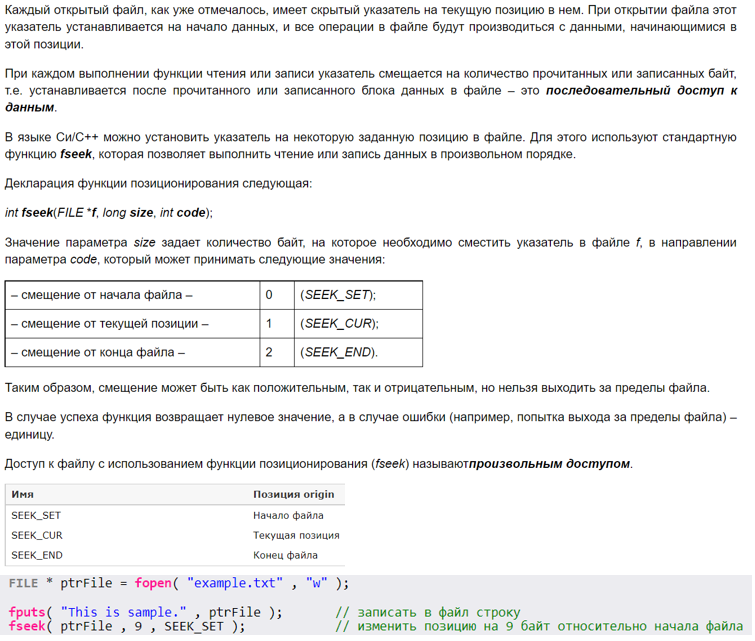 Каждый открытый файл, как уже отмечалось, имеет скрытый указатель на текущую позицию в нем. При открытии файла этот
указатель устанавливается на начало данных, и все операции в файле будут производиться с данными, начинающимися в
этой позиции.
При каждом выполнении функции чтения или записи указатель смещается на количество прочитанных или записанных байт,
т.е. устанавливается после прочитанного или записанного блока данных в файле – это последовательный доступ к
данным.
В языке Си/С++ можно установить указатель на некоторую заданную позицию в файле. Для этого используют стандартную
функцию fseek, которая позволяет выполнить чтение или запись данных в произвольном порядке.
Декларация функции позиционирования следующая:
int fseek(FILE *f, long size, int code);
Значение параметра size задает количество байт, на которое необходимо сместить указатель в файле f, в направлении
параметра code, который может принимать следующие значения:
– смещение от начала файла – 0 (SEEK_SET);
– смещение от текущей позиции – 1 (SEEK_CUR);
– смещение от конца файла – 2 (SEEK_END).
Таким образом, смещение может быть как положительным, так и отрицательным, но нельзя выходить за пределы файла.
В случае успеха функция возвращает нулевое значение, а в случае ошибки (например, попытка выхода за пределы файла) –
единицу.
Доступ к файлу с использованием функции позиционирования (fseek) называютпроизвольным доступом.
Имя Позиция origin
SEEK_SET Начало файла
SEEK_CUR Текущая позиция
SEEK_END Конец файла
FILE * ptrFile = fopen( "example.txt" , "w" );
fputs( "This is sample." , ptrFile ); // записать в файл строку
fseek( ptrFile , 9 , SEEK_SET ); // изменить позицию на 9 байт относительно начала файла